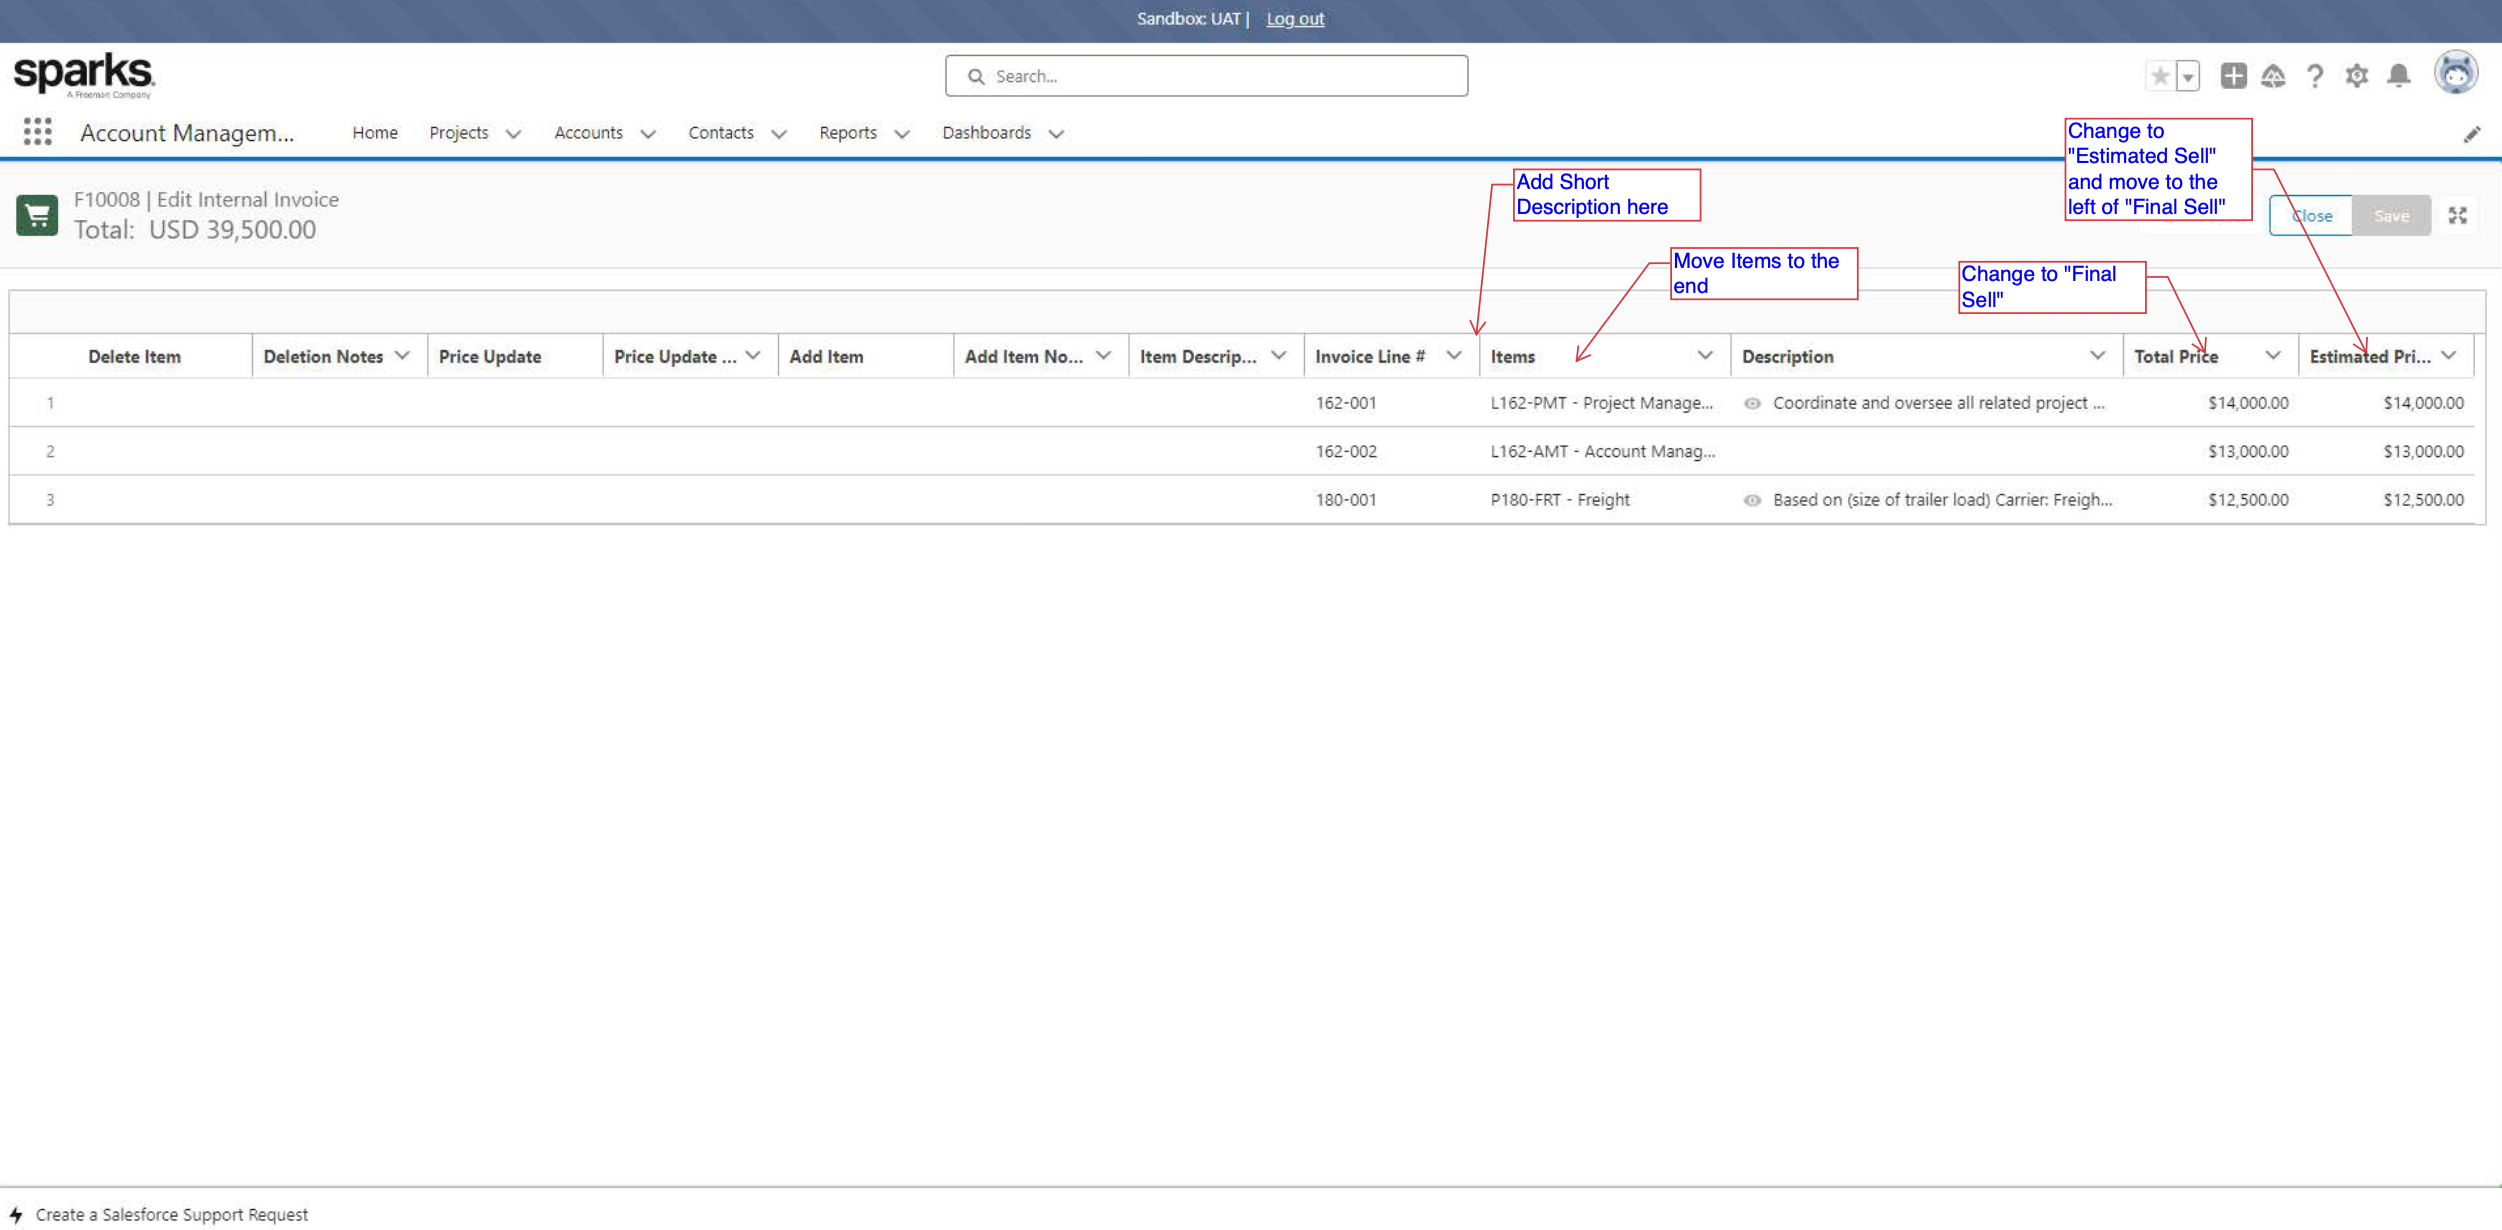 Sandbox: UAT | Log out
sparks.
A Freeman Company
Search...
Account Managem...
Home
Projects
Accounts
Contacts
Reports
Dashboards
Change to
"Estimated Sell"
and move to the
left of "Final Sell"
Add Short
Description here
F10008 | Edit Internal Invoice
Total: USD 39,500.00
Close
Save
Move Items to the
end
Change to "Final
Sell"
Delete Item
Deletion Notes
Price Update
Price Update ...
Add Item
Add Item No...
Item Descrip...
Invoice Line #
Items
Description
Total Price
Estimated Pri...
1 162-001 L162-PMT - Project Manage... Coordinate and oversee all related project ... $14,000.00 $14,000.00
2 162-002 L162-AMT - Account Manag... $13,000.00 $13,000.00
3 180-001 P180-FRT - Freight Based on (size of trailer load) Carrier: Freigh... $12,500.00 $12,500.00
Create a Salesforce Support Request